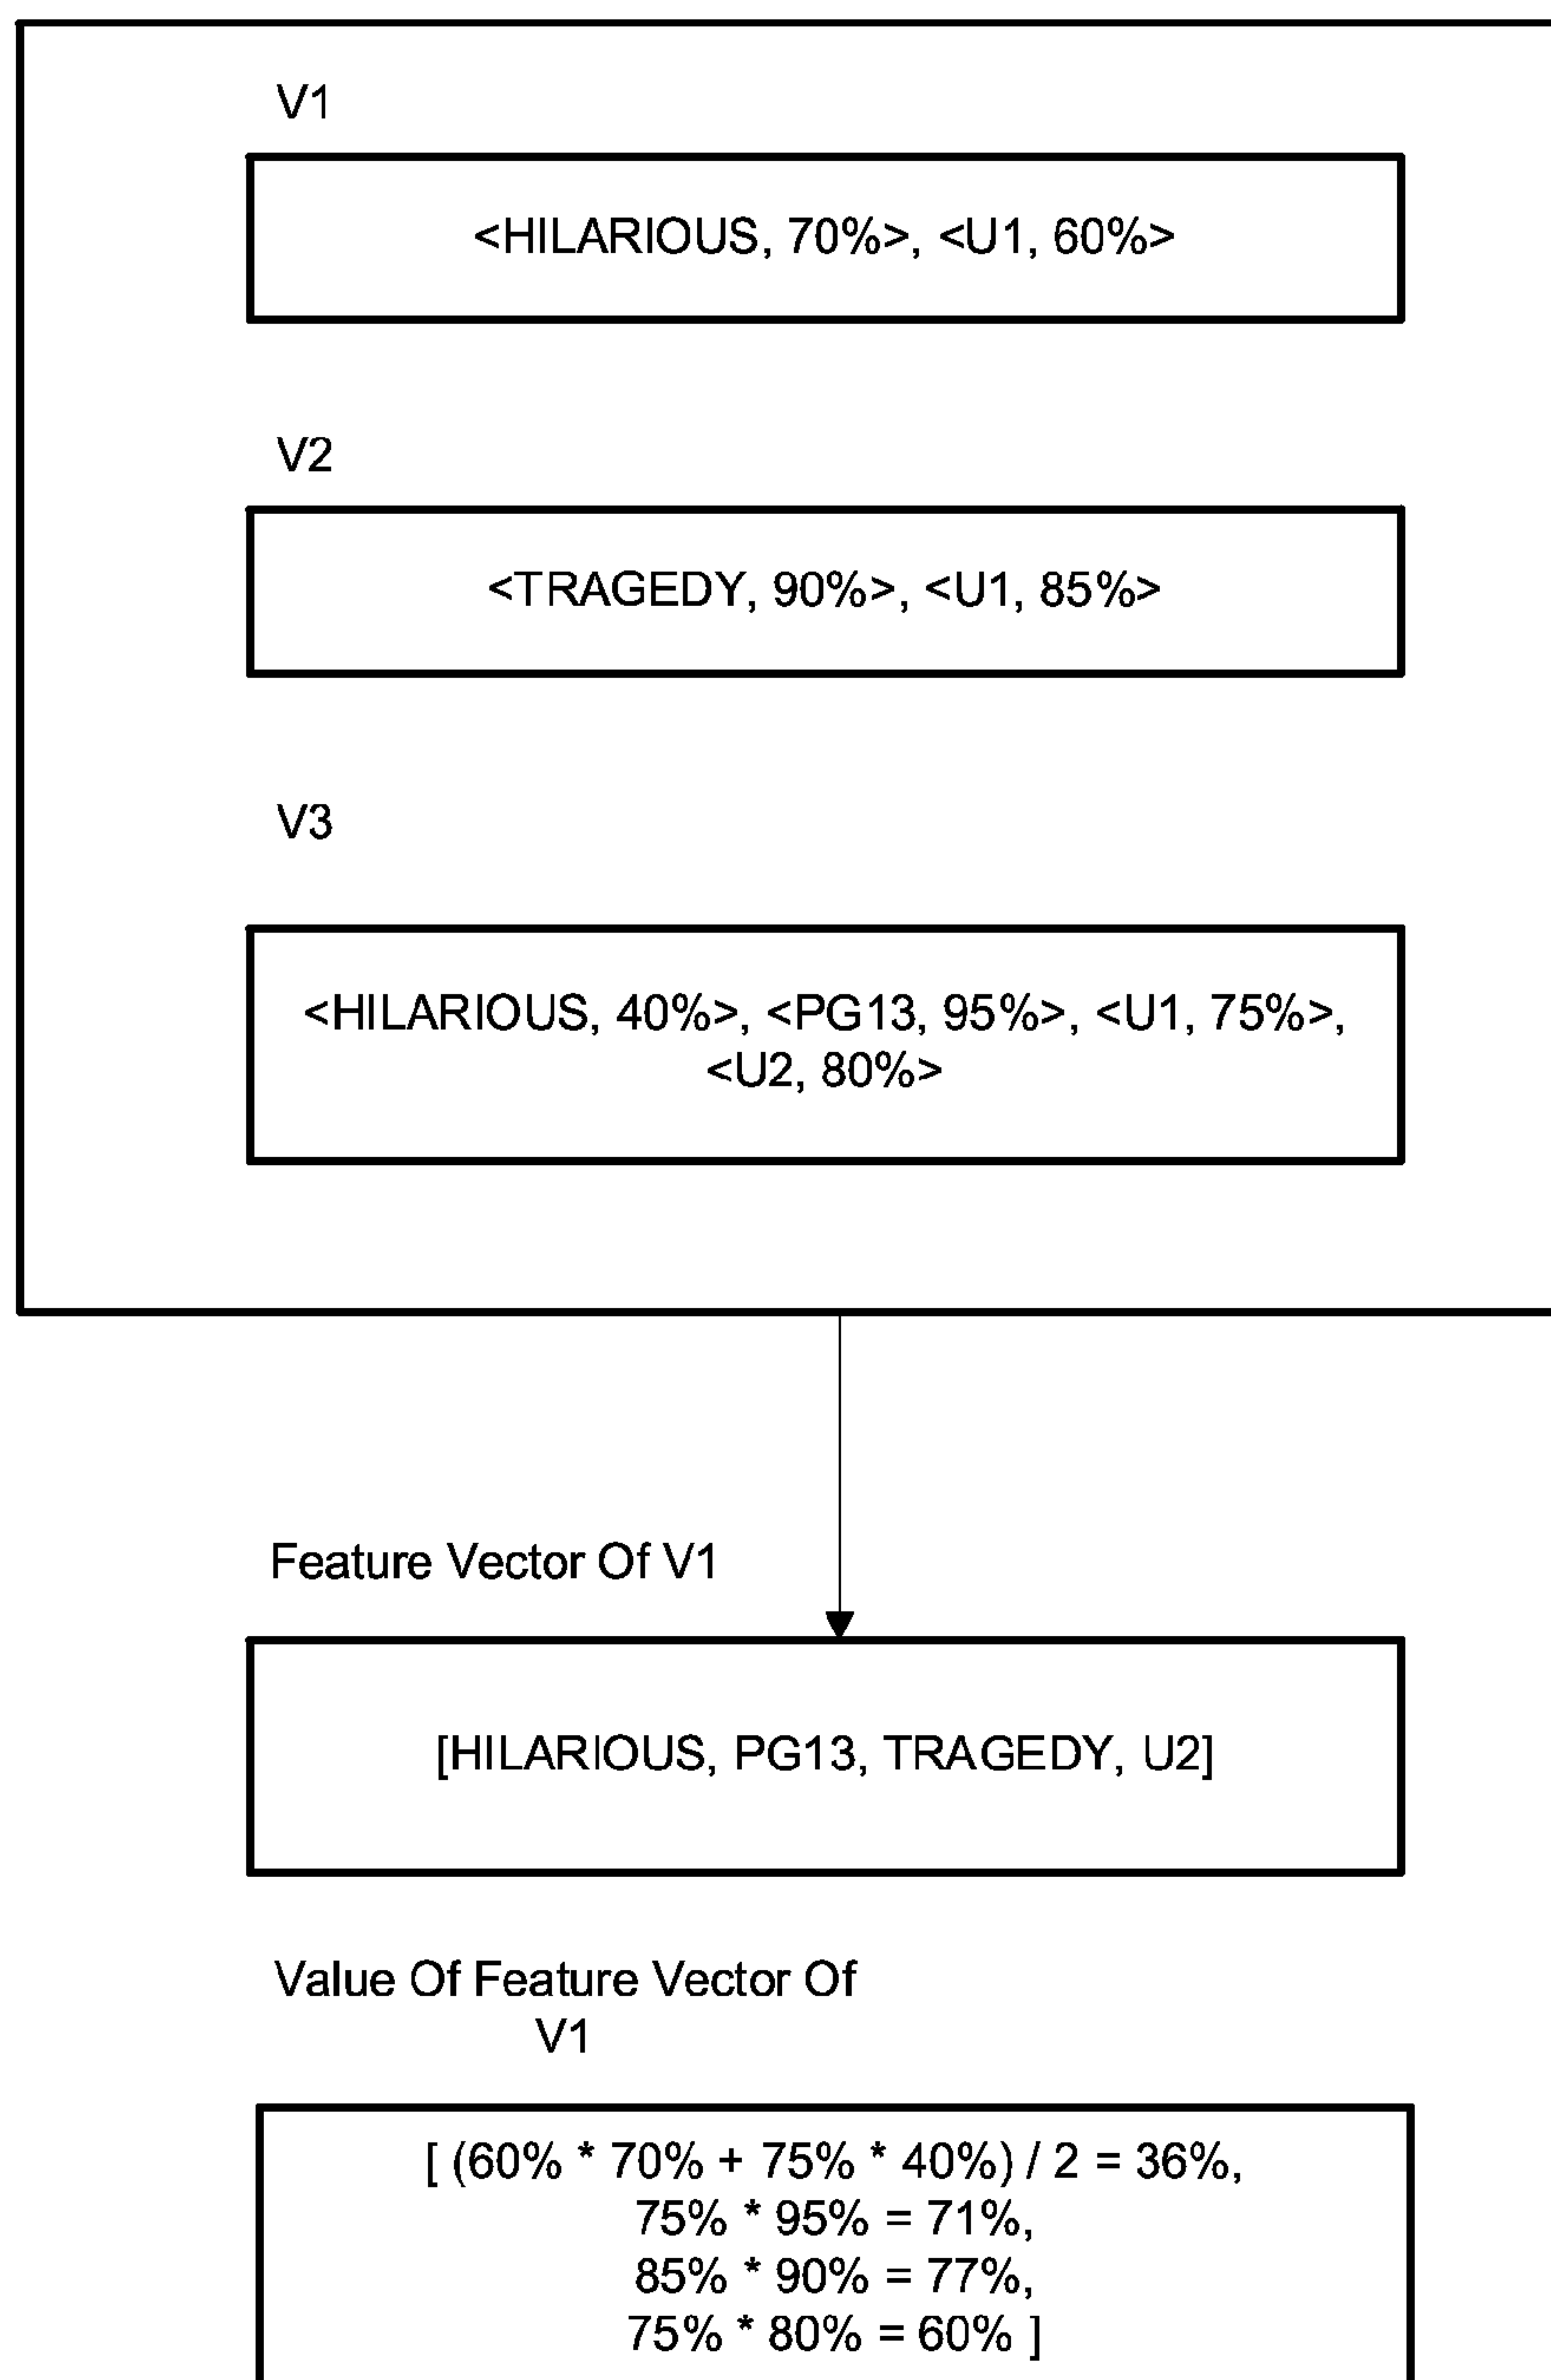 V1
<HILARIOUS, 70%>, <U1, 60%>
V2
<TRAGEDY, 90%>, <U1, 85%>
V3
<HILARIOUS, 40%>, <PG13, 95%>, <U1, 75%>,
<U2, 80%>
Feature Vector Of V1
[HILARIOUS, PG13, TRAGEDY, U2]
Value Of Feature Vector Of
V1
[ (60% * 70% + 75% * 40%) / 2 = 36%,
75% * 95% = 71%,
85% * 90% = 77%,
75% * 80% = 60% ]